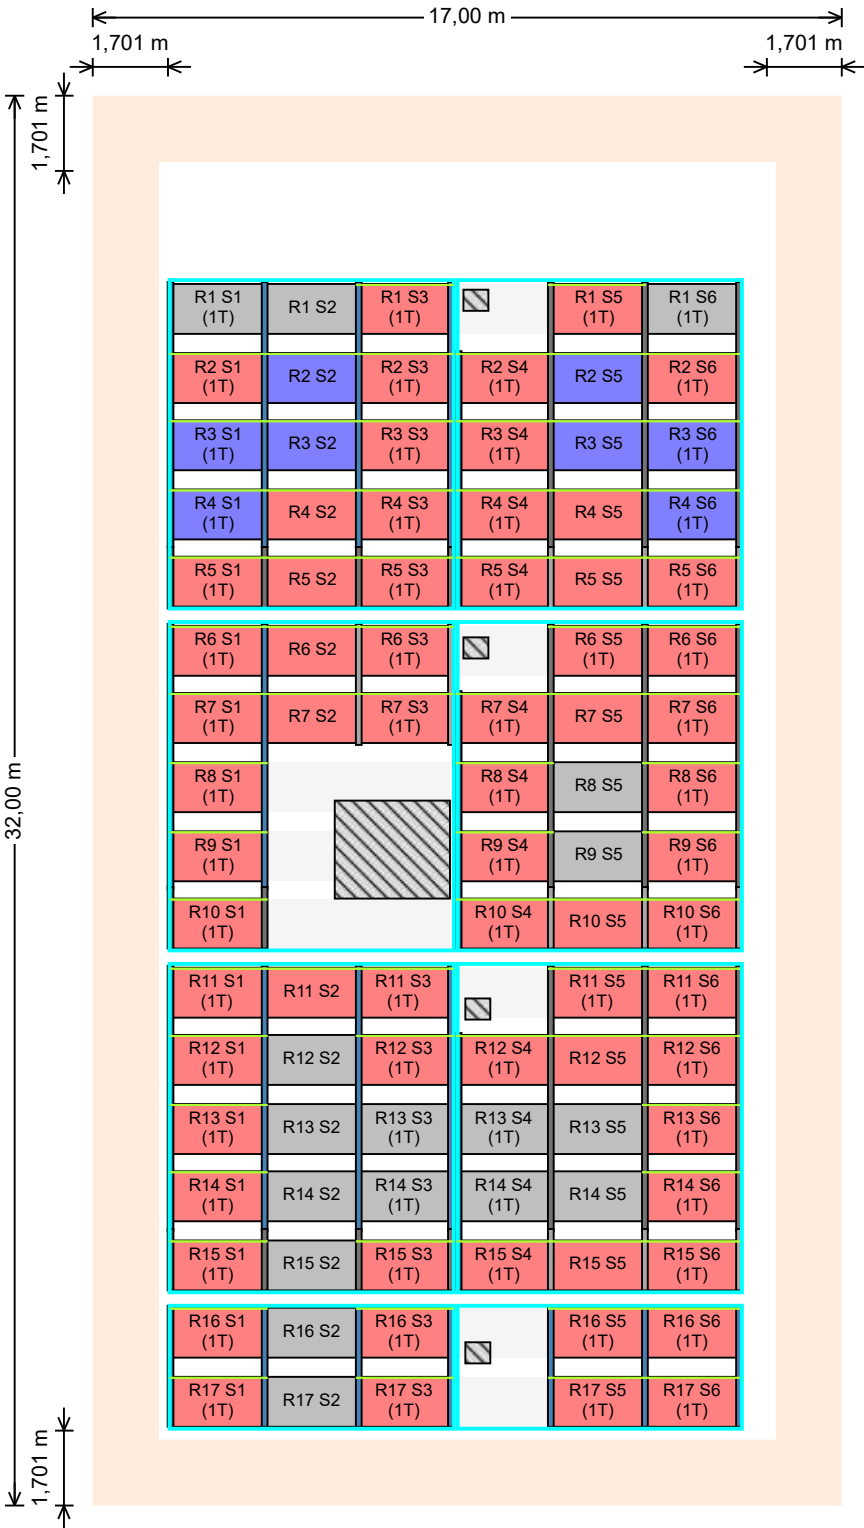 17,00 m
1,701 m
1,701 m
1,701 m
R1 S1
(1T)
R1 S2
R1 S3
(1T)
R1 S5
(1T)
R1 S6
(1T)
R2 S1
(1T)
R2 S2
R2 S3
(1T)
R2 S4
(1T)
R2 S5
R2 S6
(1T)
R3 S1
(1T)
R3 S2
R3 S3
(1T)
R3 S4
(1T)
R3 S5
R3 S6
(1T)
R4 S1
(1T)
R4 S2
R4 S3
(1T)
R4 S4
(1T)
R4 S5
R4 S6
(1T)
R5 S1
(1T)
R5 S2
R5 S3
(1T)
R5 S4
(1T)
R5 S5
R5 S6
(1T)
R6 S1
(1T)
R6 S2
R6 S3
(1T)
R6 S5
(1T)
R6 S6
(1T)
R7 S1
(1T)
R7 S2
R7 S3
(1T)
R7 S4
(1T)
R7 S5
R7 S6
(1T)
32,00 m
R8 S1
(1T)
R8 S4
(1T)
R8 S5
R8 S6
(1T)
R9 S1
(1T)
R9 S4
(1T)
R9 S5
R9 S6
(1T)
R10 S1
(1T)
R10 S4
(1T)
R10 S5
R10 S6
(1T)
R11 S1
(1T)
R11 S2
R11 S3
(1T)
R11 S5
(1T)
R11 S6
(1T)
R12 S1
(1T)
R12 S2
R12 S3
(1T)
R12 S4
(1T)
R12 S5
R12 S6
(1T)
R13 S1
(1T)
R13 S2
R13 S3
(1T)
R13 S4
(1T)
R13 S5
R13 S6
(1T)
R14 S1
(1T)
R14 S2
R14 S3
(1T)
R14 S4
(1T)
R14 S5
R14 S6
(1T)
R15 S1
(1T)
R15 S2
R15 S3
(1T)
R15 S4
(1T)
R15 S5
R15 S6
(1T)
R16 S1
(1T)
R16 S2
R16 S3
(1T)
R16 S5
(1T)
R16 S6
(1T)
R17 S1
(1T)
R17 S2
R17 S3
(1T)
R17 S5
(1T)
R17 S6
(1T)
1,701 m